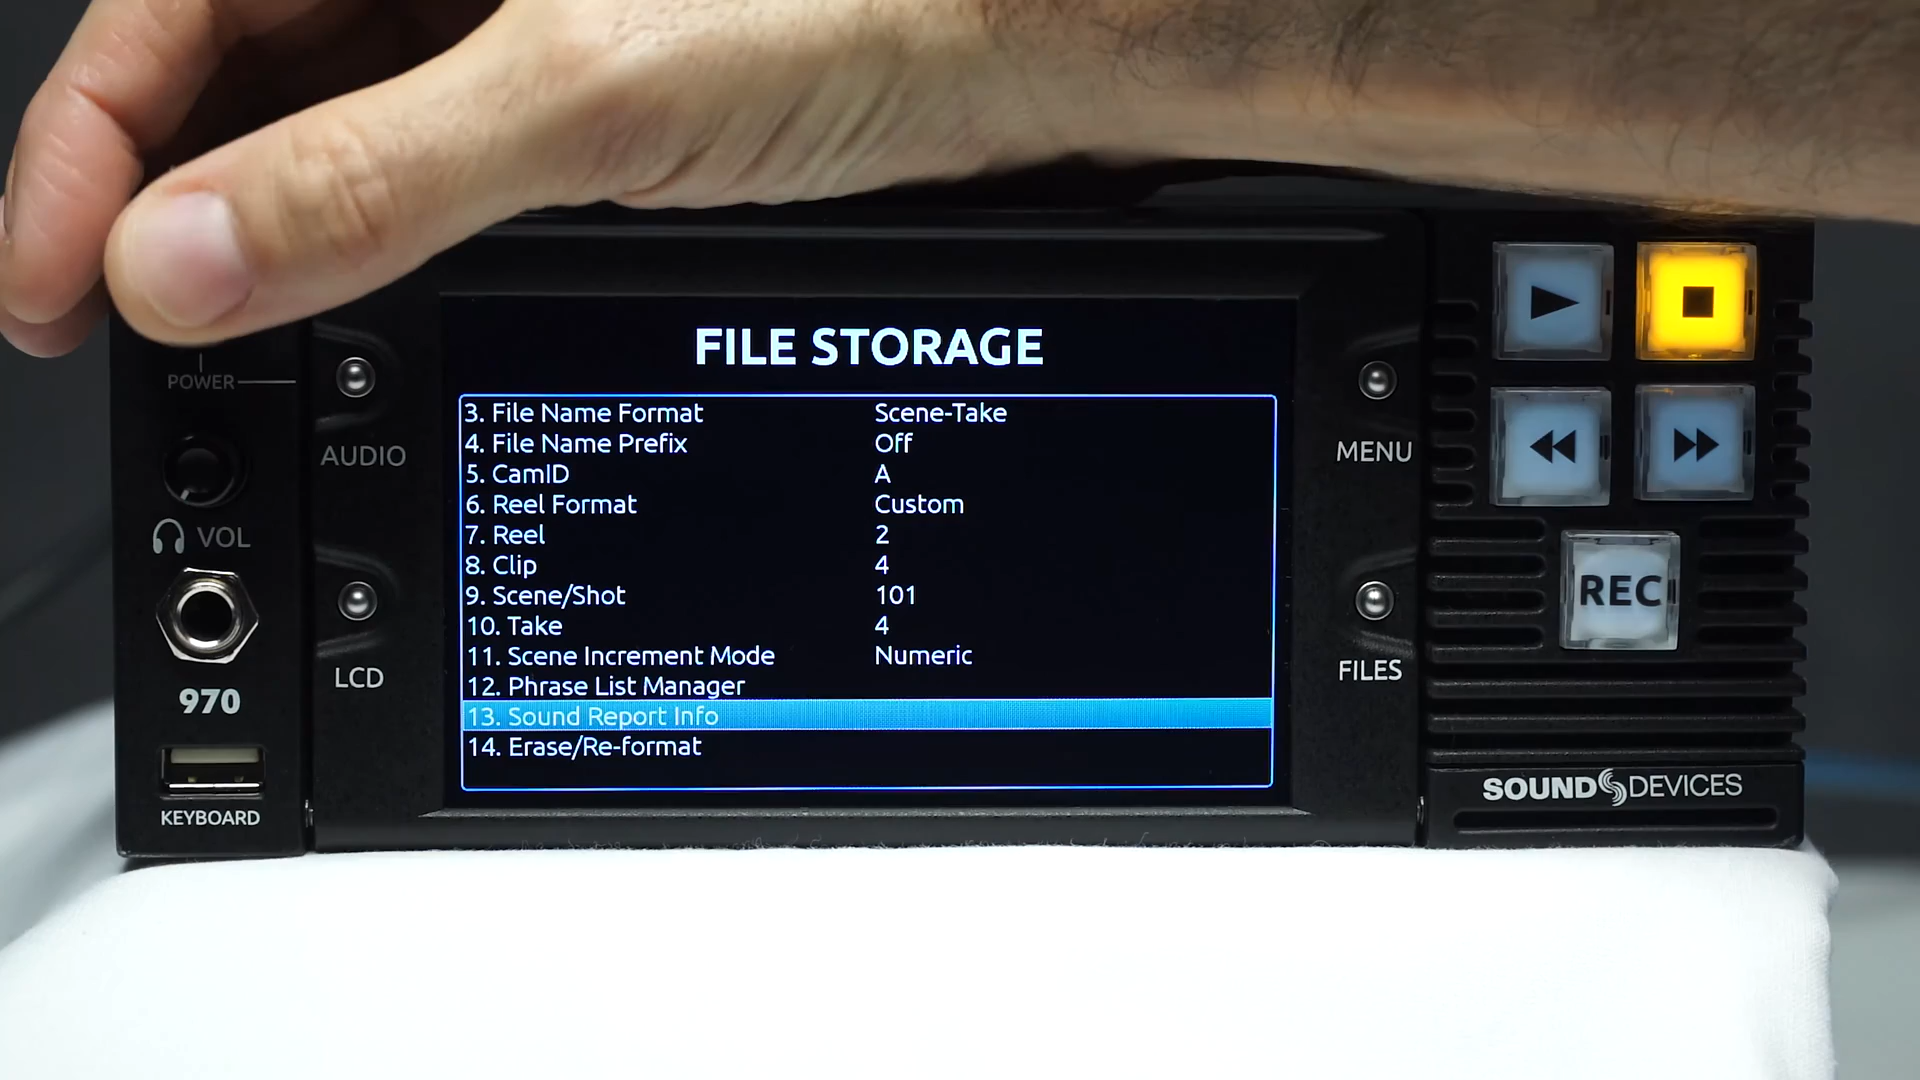 FILE STORAGE
3. File Name Format Scene-Take
4. File Name Prefix Off
5. CamID A
6. Reel Format Custom
7. Reel 2
8. Clip 4
9. Scene/Shot 101
10. Take 4
11. Scene Increment Mode Numeric
12. Phrase List Manager
13. Sound Report Info
14. Erase/Re-format
POWER
AUDIO
VOL
LCD
970
KEYBOARD
MENU
FILES
REC
SOUND DEVICES